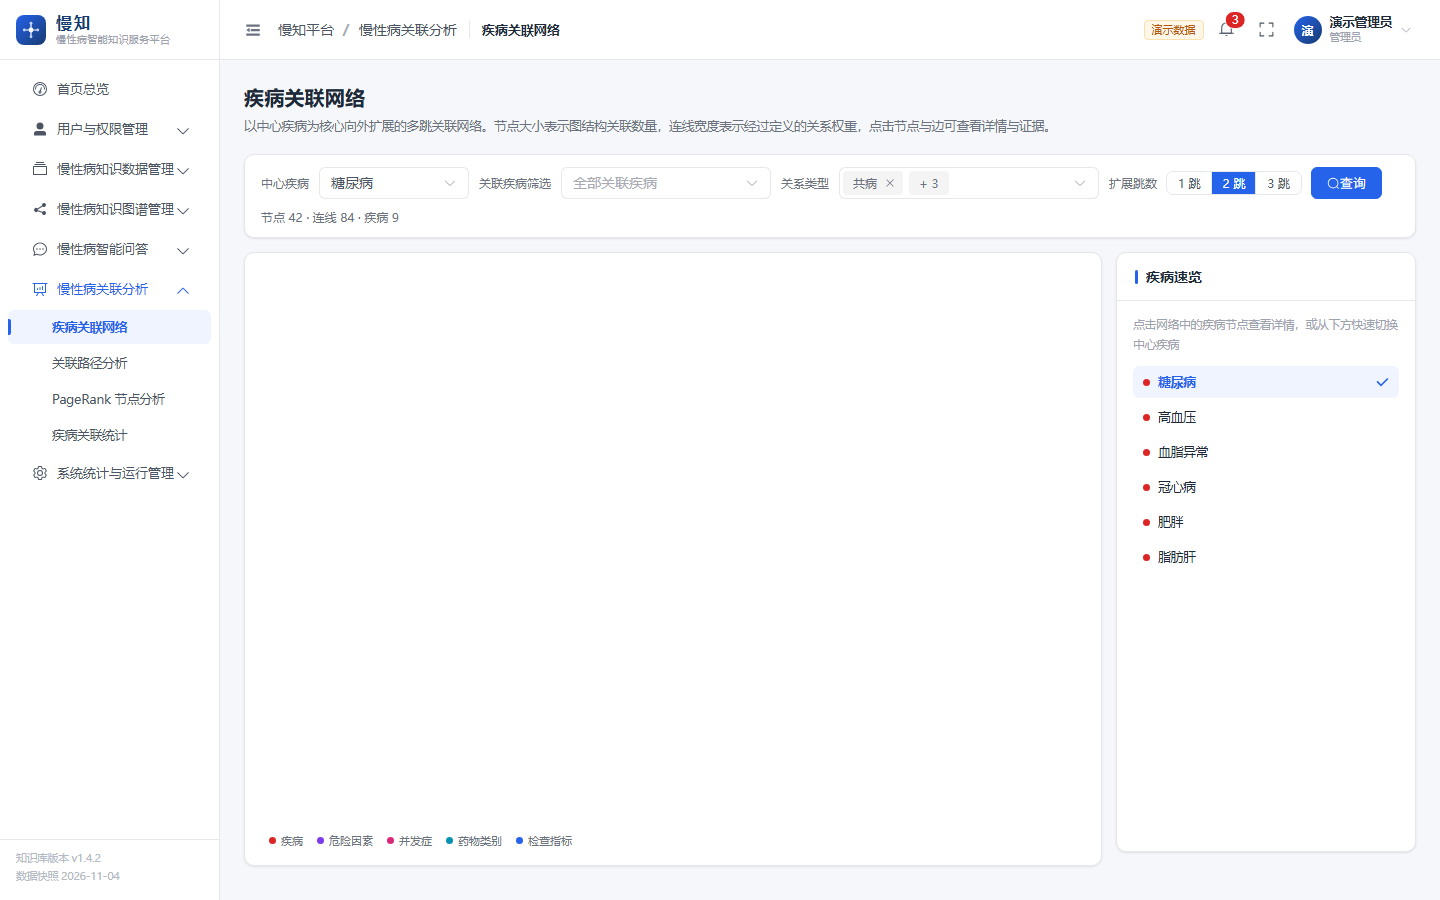 慢知
慢性病智能知识服务平台
慢知平台 / 慢性病关联分析
疾病关联网络
演示数据
3
演
演示管理员
管理员
首页总览
用户与权限管理
慢性病知识数据管理
慢性病知识图谱管理
慢性病智能问答
慢性病关联分析
疾病关联网络
关联路径分析
PageRank 节点分析
疾病关联统计
系统统计与运行管理
知识库版本 v1.4.2
数据快照 2026-11-04
疾病关联网络
以中心疾病为核心向外扩展的多跳关联网络。节点大小表示图结构关联数量，连线宽度表示经过定义的关系权重，点击节点与边可查看详情与证据。
中心疾病 糖尿病 关联疾病筛选 全部关联疾病 关系类型 共病 + 3 扩展跳数 1 跳 2 跳 3 跳 查询
节点 42 · 连线 84 · 疾病 9
疾病 危险因素 并发症 药物类别 检查指标
疾病速览
点击网络中的疾病节点查看详情，或从下方快速切换
中心疾病
糖尿病
高血压
血脂异常
冠心病
肥胖
脂肪肝